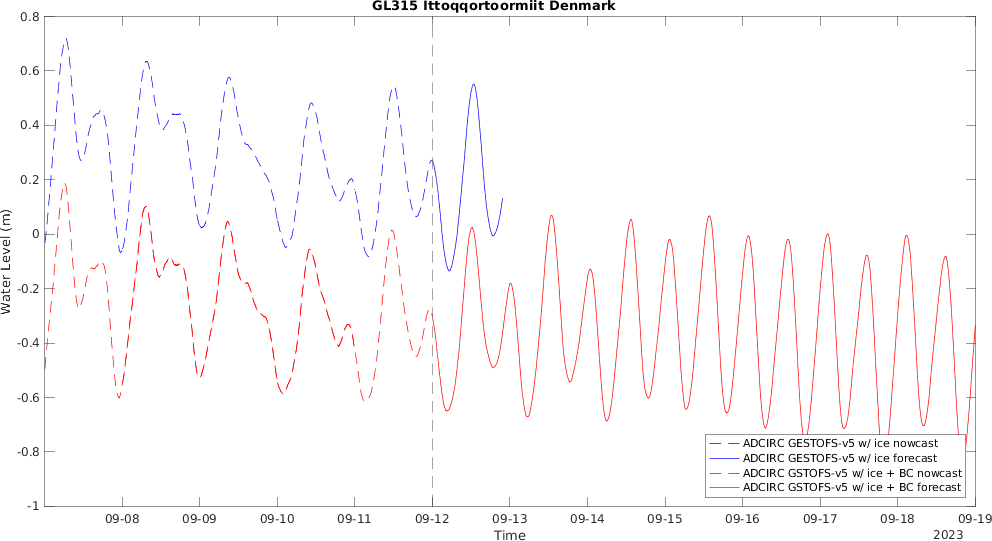 GL315 Ittoqqortoormiit Denmark
0.8
0.6
0.4
0.2
0
-0.2
-0.4
-0.6
-0.8
-1
Water Level (m)
ADCIRC GESTOFS-v5 w/ ice nowcast
ADCIRC GESTOFS-v5 w/ ice forecast
ADCIRC GSTOFS-v5 w/ ice + BC nowcast
ADCIRC GSTOFS-v5 w/ ice + BC forecast
09-08 09-09 09-10 09-11 09-12 09-13 09-14 09-15 09-16 09-17 09-18 09-19
Time
2023